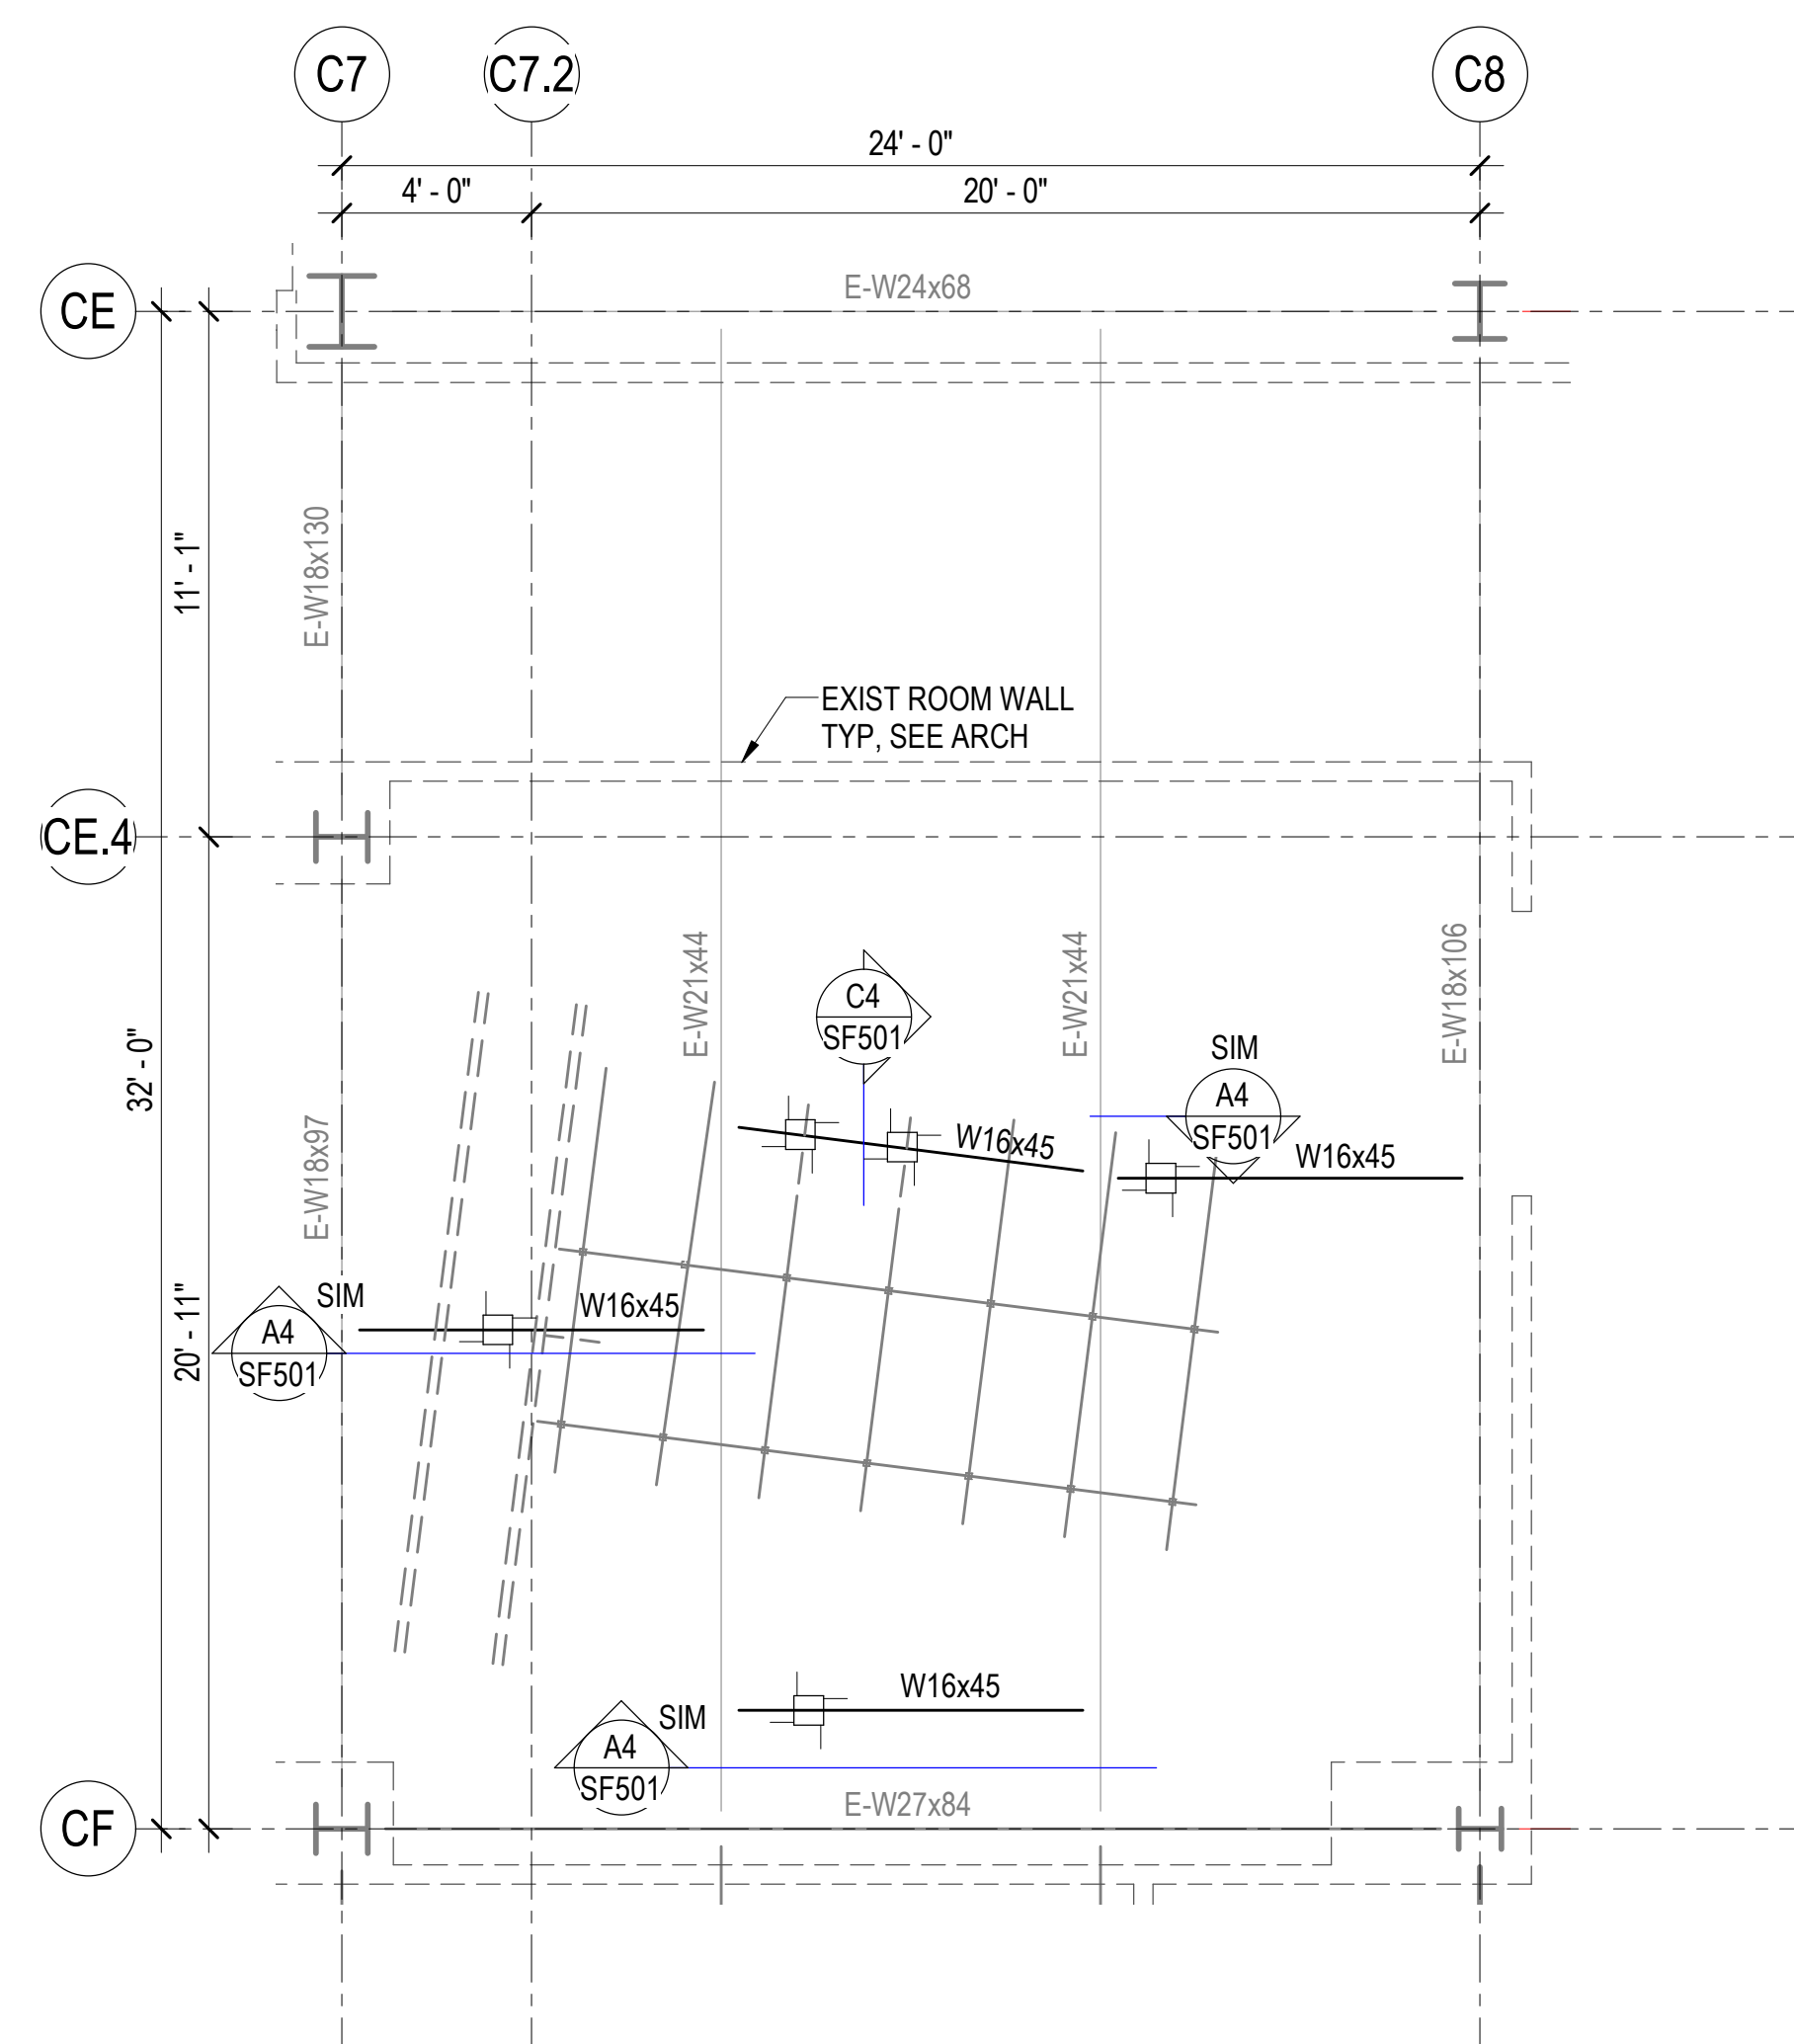 C7
C7.2
C8
24' - 0"
4' - 0"
20' - 0"
CE
E-W24x68
E-W18x130
11' - 1"
EXIST ROOM WALL
TYP, SEE ARCH
CE.4
32' - 0"
E-W21x44
E-W21x44
E-W18x106
C4
SF501
SIM
A4
SF501
W16x45
W16x45
E-W18x97
20' - 11"
SIM
A4
SF501
W16x45
W16x45
SIM
A4
SF501
E-W27x84
CF